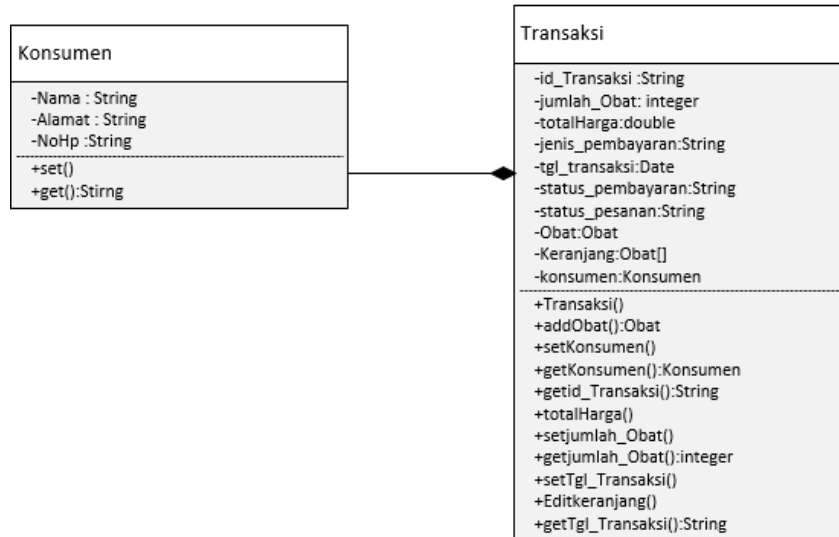 Konsumen
-Nama : String
-Alamat : String
-NoHp :String
+set()
+get():Stirng
Transaksi
-id_Transaksi :String
-jumlah_Obat: integer
-totalHarga:double
-jenis_pembayaran:String
-tgl_transaksi:Date
-status_pembayaran:String
-status_pesanan:String
-Obat:Obat
-Keranjang:Obat[]
-konsumen:Konsumen
+Transaksi()
+addObat():Obat
+setKonsumen()
+getKonsumen():Konsumen
+getid_Transaksi():String
+totalHarga()
+setjumlah_Obat()
+getjumlah_Obat():integer
+setTgl_Transaksi()
+Editkeranjang()
+getTgl_Transaksi():String